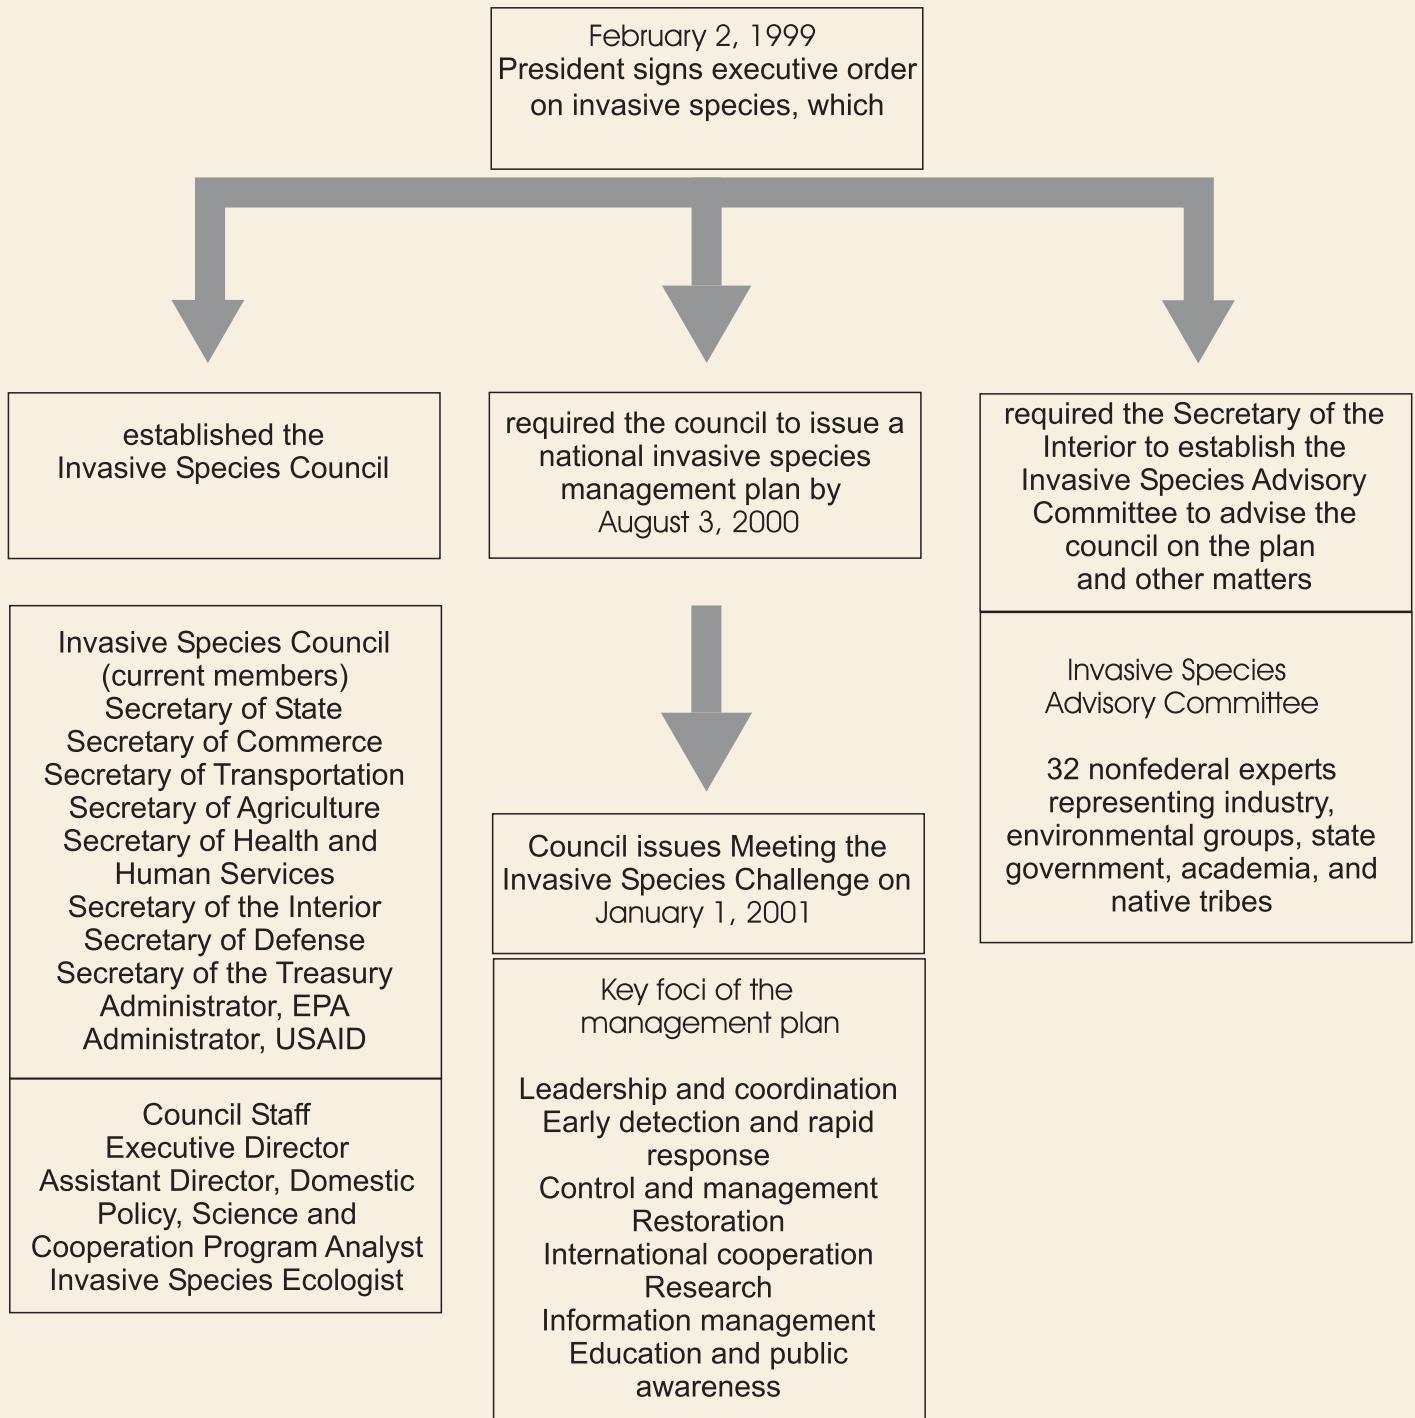 February 2, 1999
President signs executive order
on invasive species, which
established the
Invasive Species Council
required the council to issue a
national invasive species
management plan by
August 3, 2000
required the Secretary of the
Interior to establish the
Invasive Species Advisory
Committee to advise the
council on the plan
and other matters
Invasive Species Council
(current members)
Secretary of State
Secretary of Commerce
Secretary of Transportation
Secretary of Agriculture
Secretary of Health and
Human Services
Secretary of the Interior
Secretary of Defense
Secretary of the Treasury
Administrator, EPA
Administrator, USAID
Council Staff
Executive Director
Assistant Director, Domestic
Policy, Science and
Cooperation Program Analyst
Invasive Species Ecologist
Council issues Meeting the
Invasive Species Challenge on
January 1, 2001
Key foci of the
management plan
Leadership and coordination
Early detection and rapid
response
Control and management
Restoration
International cooperation
Research
Information management
Education and public
awareness
Invasive Species
Advisory Committee
32 nonfederal experts
representing industry,
environmental groups, state
government, academia, and
native tribes